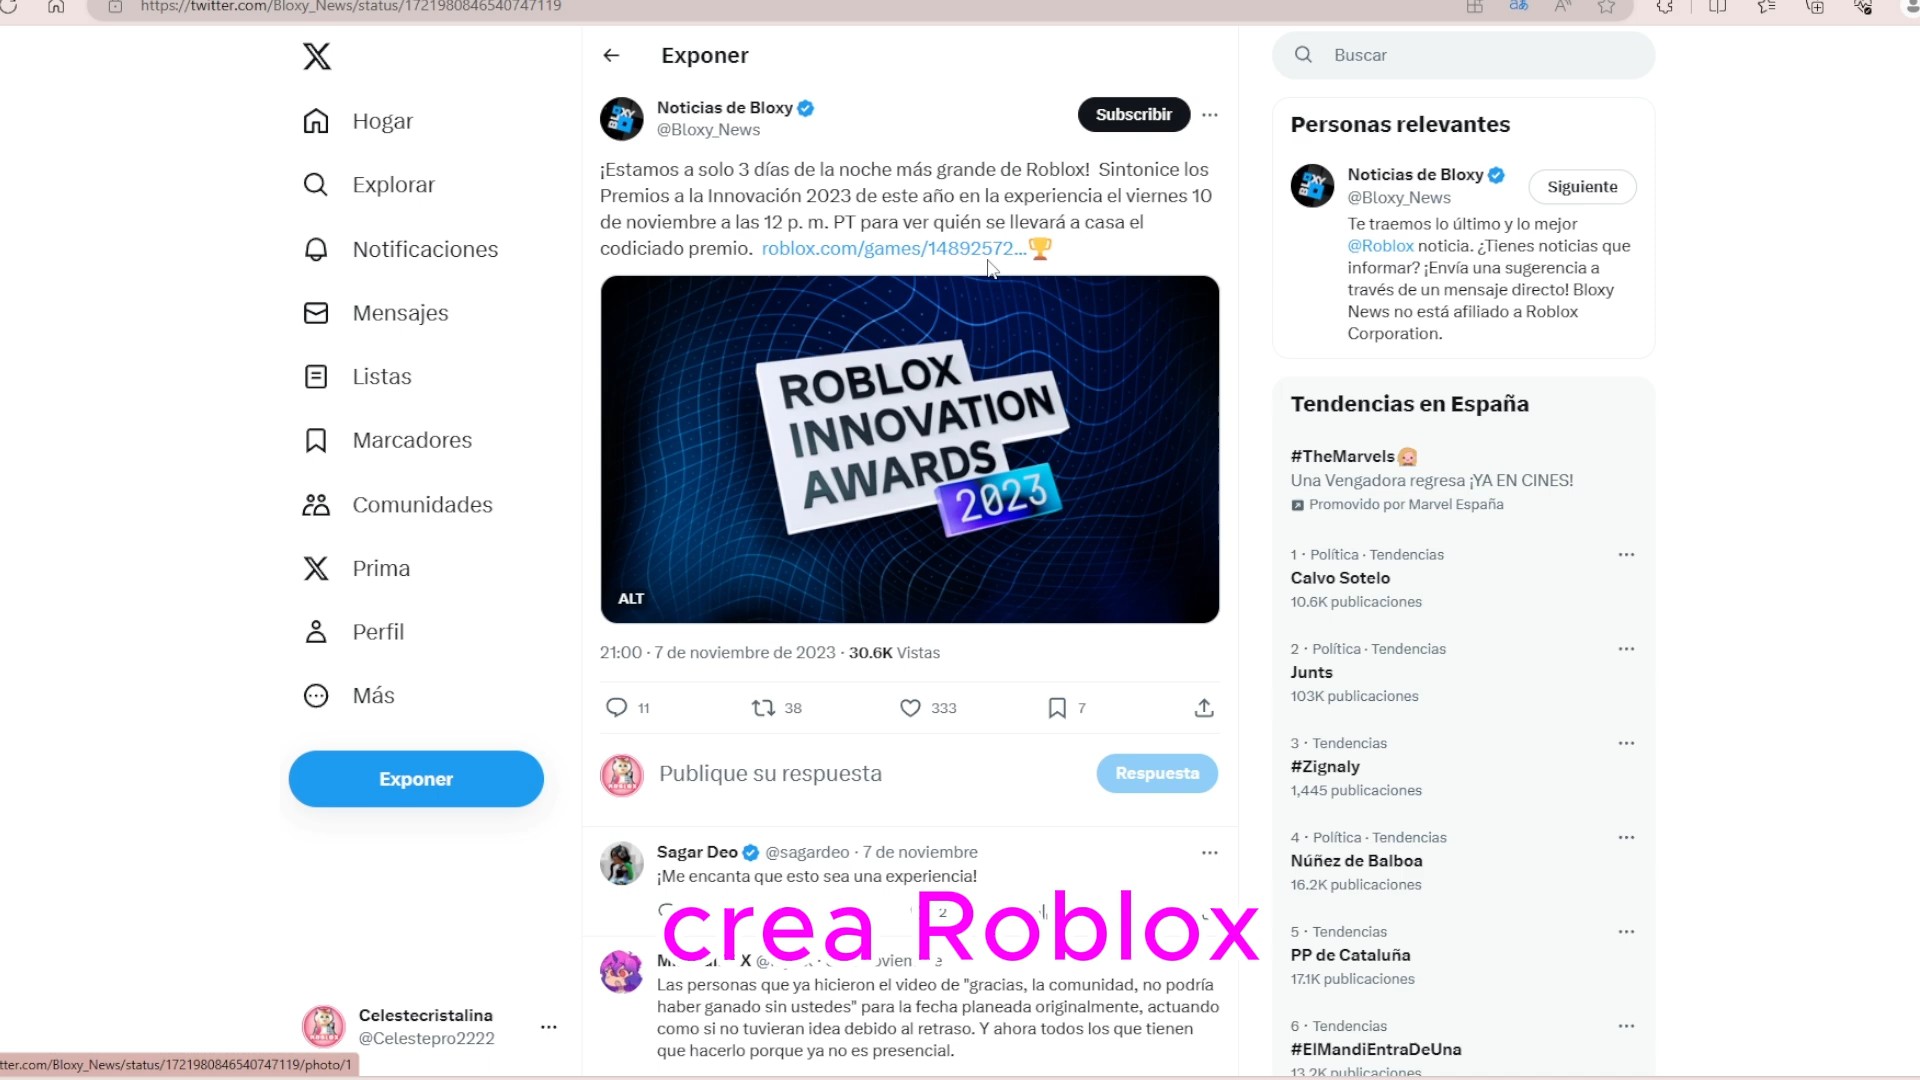 https://twitter.com/Bloxy_News/status/1721980846540747119
Hogar
Explorar
Notificaciones
Mensajes
Listas
Marcadores
Comunidades
Prima
Perfil
Más
Exponer
Celestecristalina
@Celestepro2222
tter.com/Bloxy_News/status/1721980846540747119/photo/1
Exponer
Noticias de Bloxy
@Bloxy_News
Subscribir
¡Estamos a solo 3 días de la noche más grande de Roblox! Sintonice los
Premios a la Innovación 2023 de este año en la experiencia el viernes 10
de noviembre a las 12 p. m. PT para ver quién se llevará a casa el
codiciado premio. roblox.com/games/14892572...🏆
ROBLOX
INNOVATION
AWARDS
2023
ALT
21:00 · 7 de noviembre de 2023 · 30.6K Vistas
11
38
333
7
Publique su respuesta
Respuesta
Sagar Deo @sagardeo · 7 de noviembre
¡Me encanta que esto sea una experiencia!
2
crea Roblox
Las personas que ya hicieron el video de "gracias, la comunidad, no podría
haber ganado sin ustedes" para la fecha planeada originalmente, actuando
como si no tuvieran idea debido al retraso. Y ahora todos los que tienen
que hacerlo porque ya no es presencial.
Buscar
Personas relevantes
Noticias de Bloxy
@Bloxy_News
Siguiente
Te traemos lo último y lo mejor
@Roblox noticia. ¿Tienes noticias que
informar? ¡Envía una sugerencia a
través de un mensaje directo! Bloxy
News no está afiliado a Roblox
Corporation.
Tendencias en España
#TheMarvels
Una Vengadora regresa ¡YA EN CINES!
Promovido por Marvel España
1 · Política · Tendencias
Calvo Sotelo
10.6K publicaciones
2 · Política · Tendencias
Junts
103K publicaciones
3 · Tendencias
#Zignaly
1,445 publicaciones
4 · Política · Tendencias
Núñez de Balboa
16.2K publicaciones
5 · Tendencias
PP de Cataluña
17.1K publicaciones
6 · Tendencias
#ElMandiEntraDeUna
13.2K publicaciones